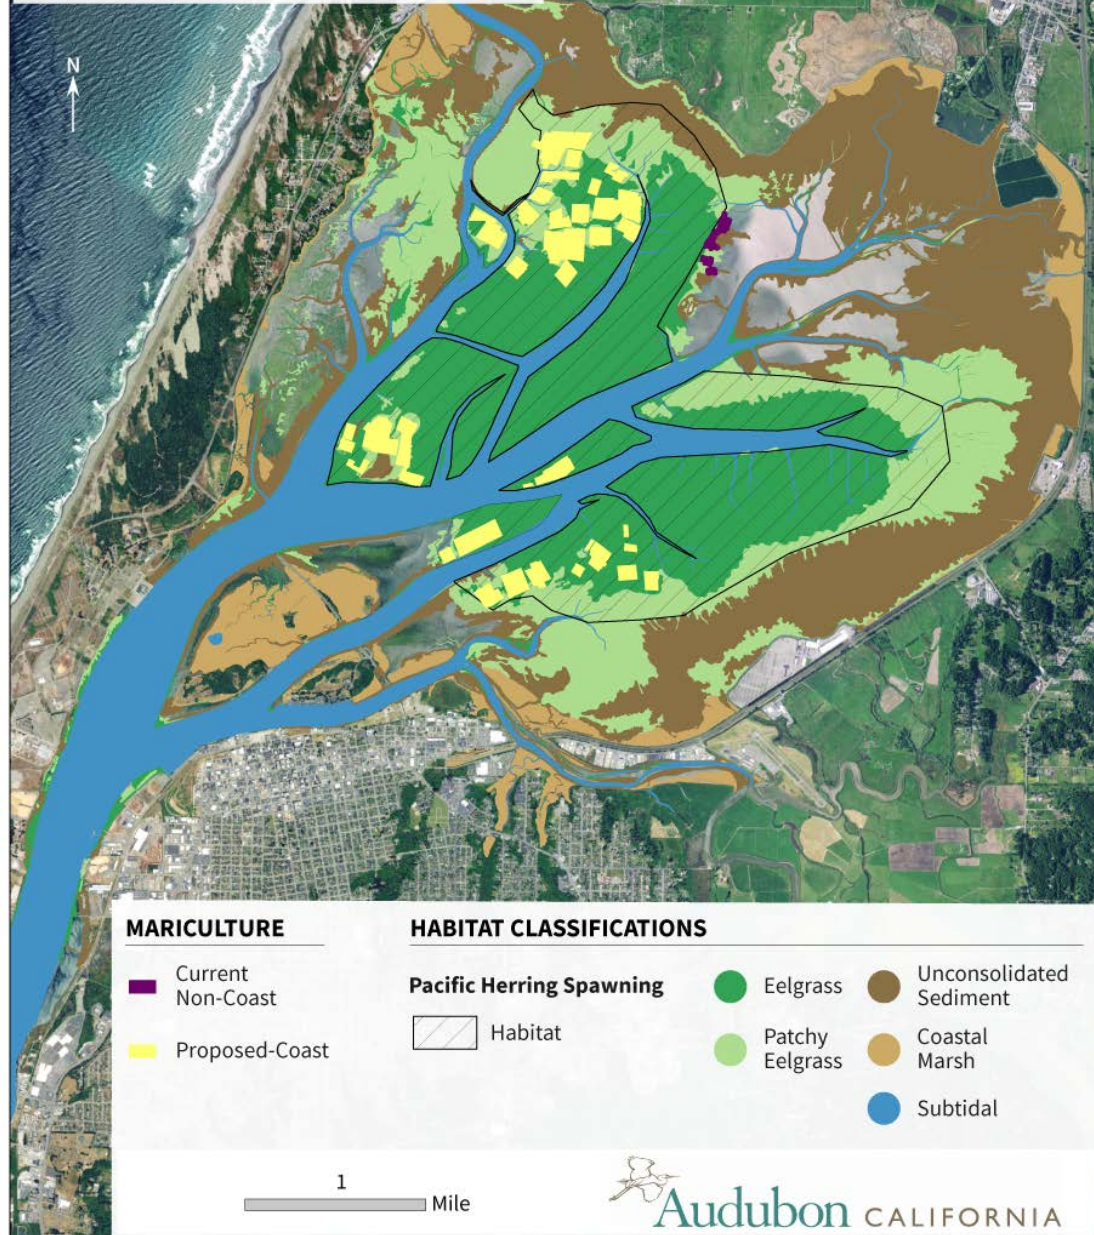 N
MARICULTURE
Current
Non-Coast
Proposed-Coast
HABITAT CLASSIFICATIONS
Pacific Herring Spawning
Habitat
Eelgrass
Patchy
Eelgrass
Unconsolidated
Sediment
Coastal
Marsh
Subtidal
1
Mile
Audubon CALIFORNIA